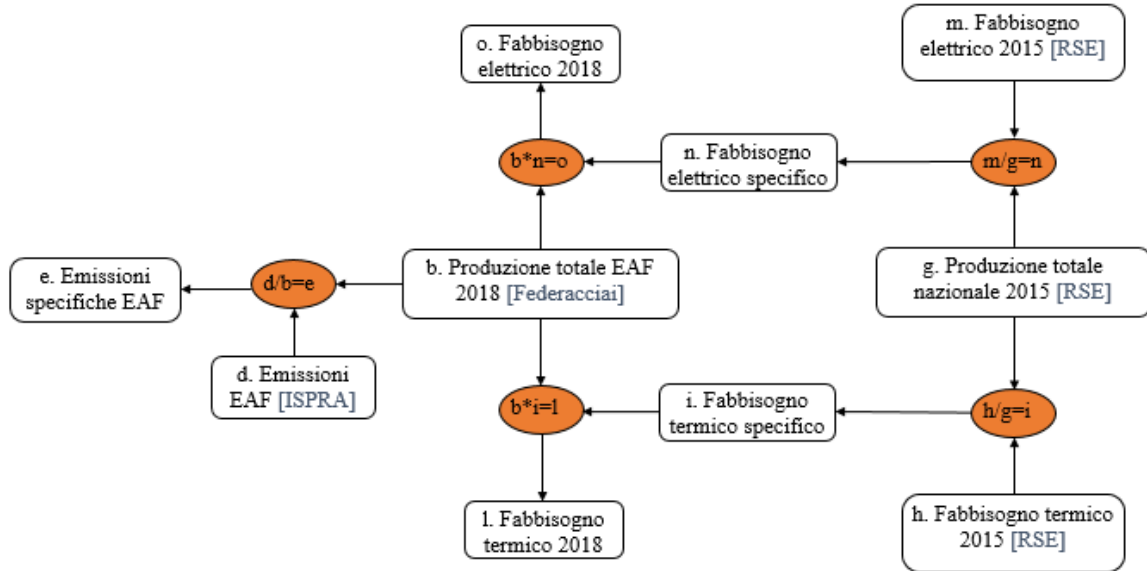 m. Fabbisogno
elettrico 2015 [RSE]
o. Fabbisogno
elettrico 2018
b*n=o
n. Fabbisogno
elettrico specifico
m/g=n
e. Emissioni
specifiche EAF
d/b=e
b. Produzione totale EAF
2018 [Federacciai]
g. Produzione totale
nazionale 2015 [RSE]
d. Emissioni
EAF [ISPRA]
b*i=l
i. Fabbisogno
termico specifico
h/g=i
l. Fabbisogno
termico 2018
h. Fabbisogno termico
2015 [RSE]